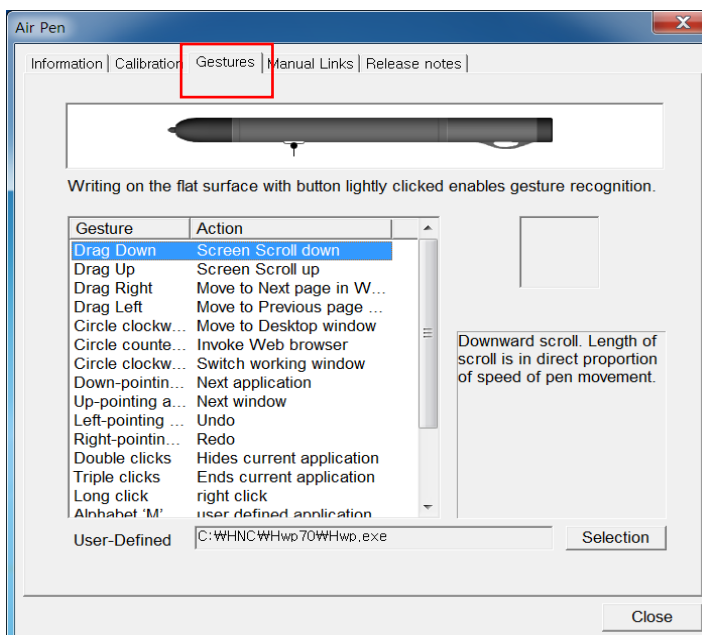 Air Pen
Information Calibration Gestures Manual Links Release notes
Writing on the flat surface with button lightly clicked enables gesture recognition.
Gesture Action
Drag Down Screen Scroll down
Drag Up Screen Scroll up
Drag Right Move to Next page in W...
Drag Left Move to Previous page ...
Circle clockw... Move to Desktop window
Circle counte... Invoke Web browser
Circle clockw... Switch working window
Down-pointin... Next application
Up-pointing a... Next window
Left-pointing ... Undo
Right-pointin... Redo
Double clicks Hides current application
Triple clicks Ends current application
Long click right click
Alphabet 'M' user defined application
Downward scroll. Length of
scroll is in direct proportion
of speed of pen movement.
User-Defined C:₩HNC₩Hwp70₩Hwp.exe Selection
Close